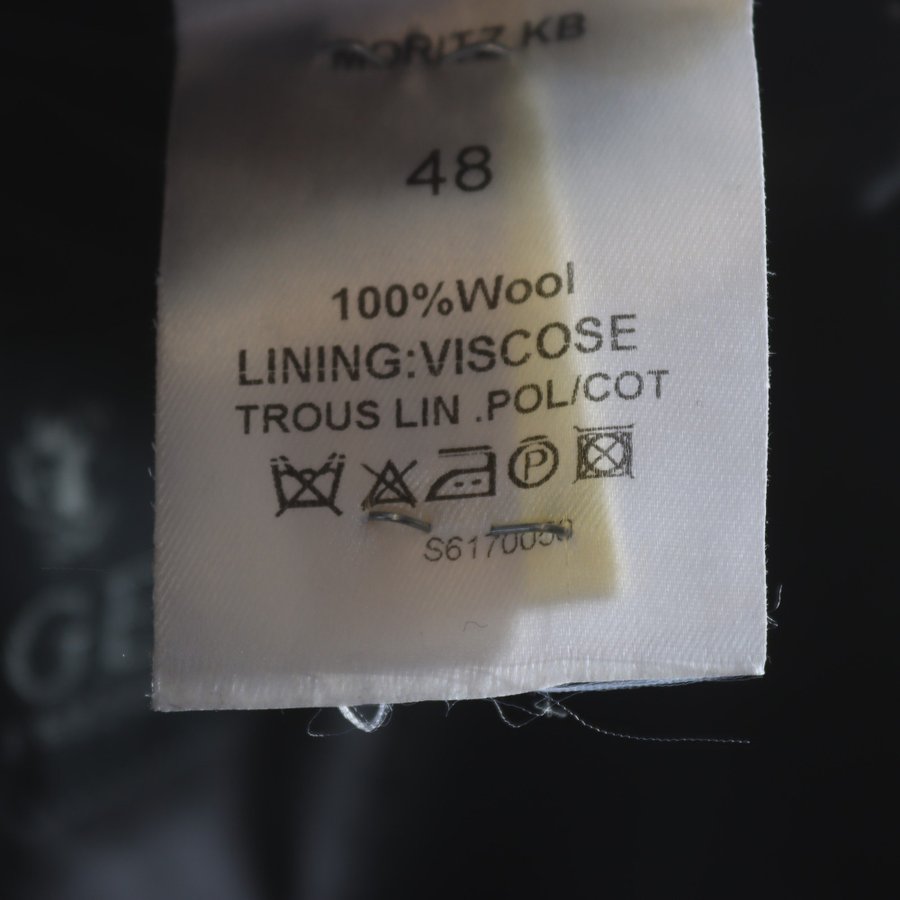 MORITZ KB
48
100%Wool
LINING:VISCOSE
TROUS LIN .POL/COT
P
S6170050